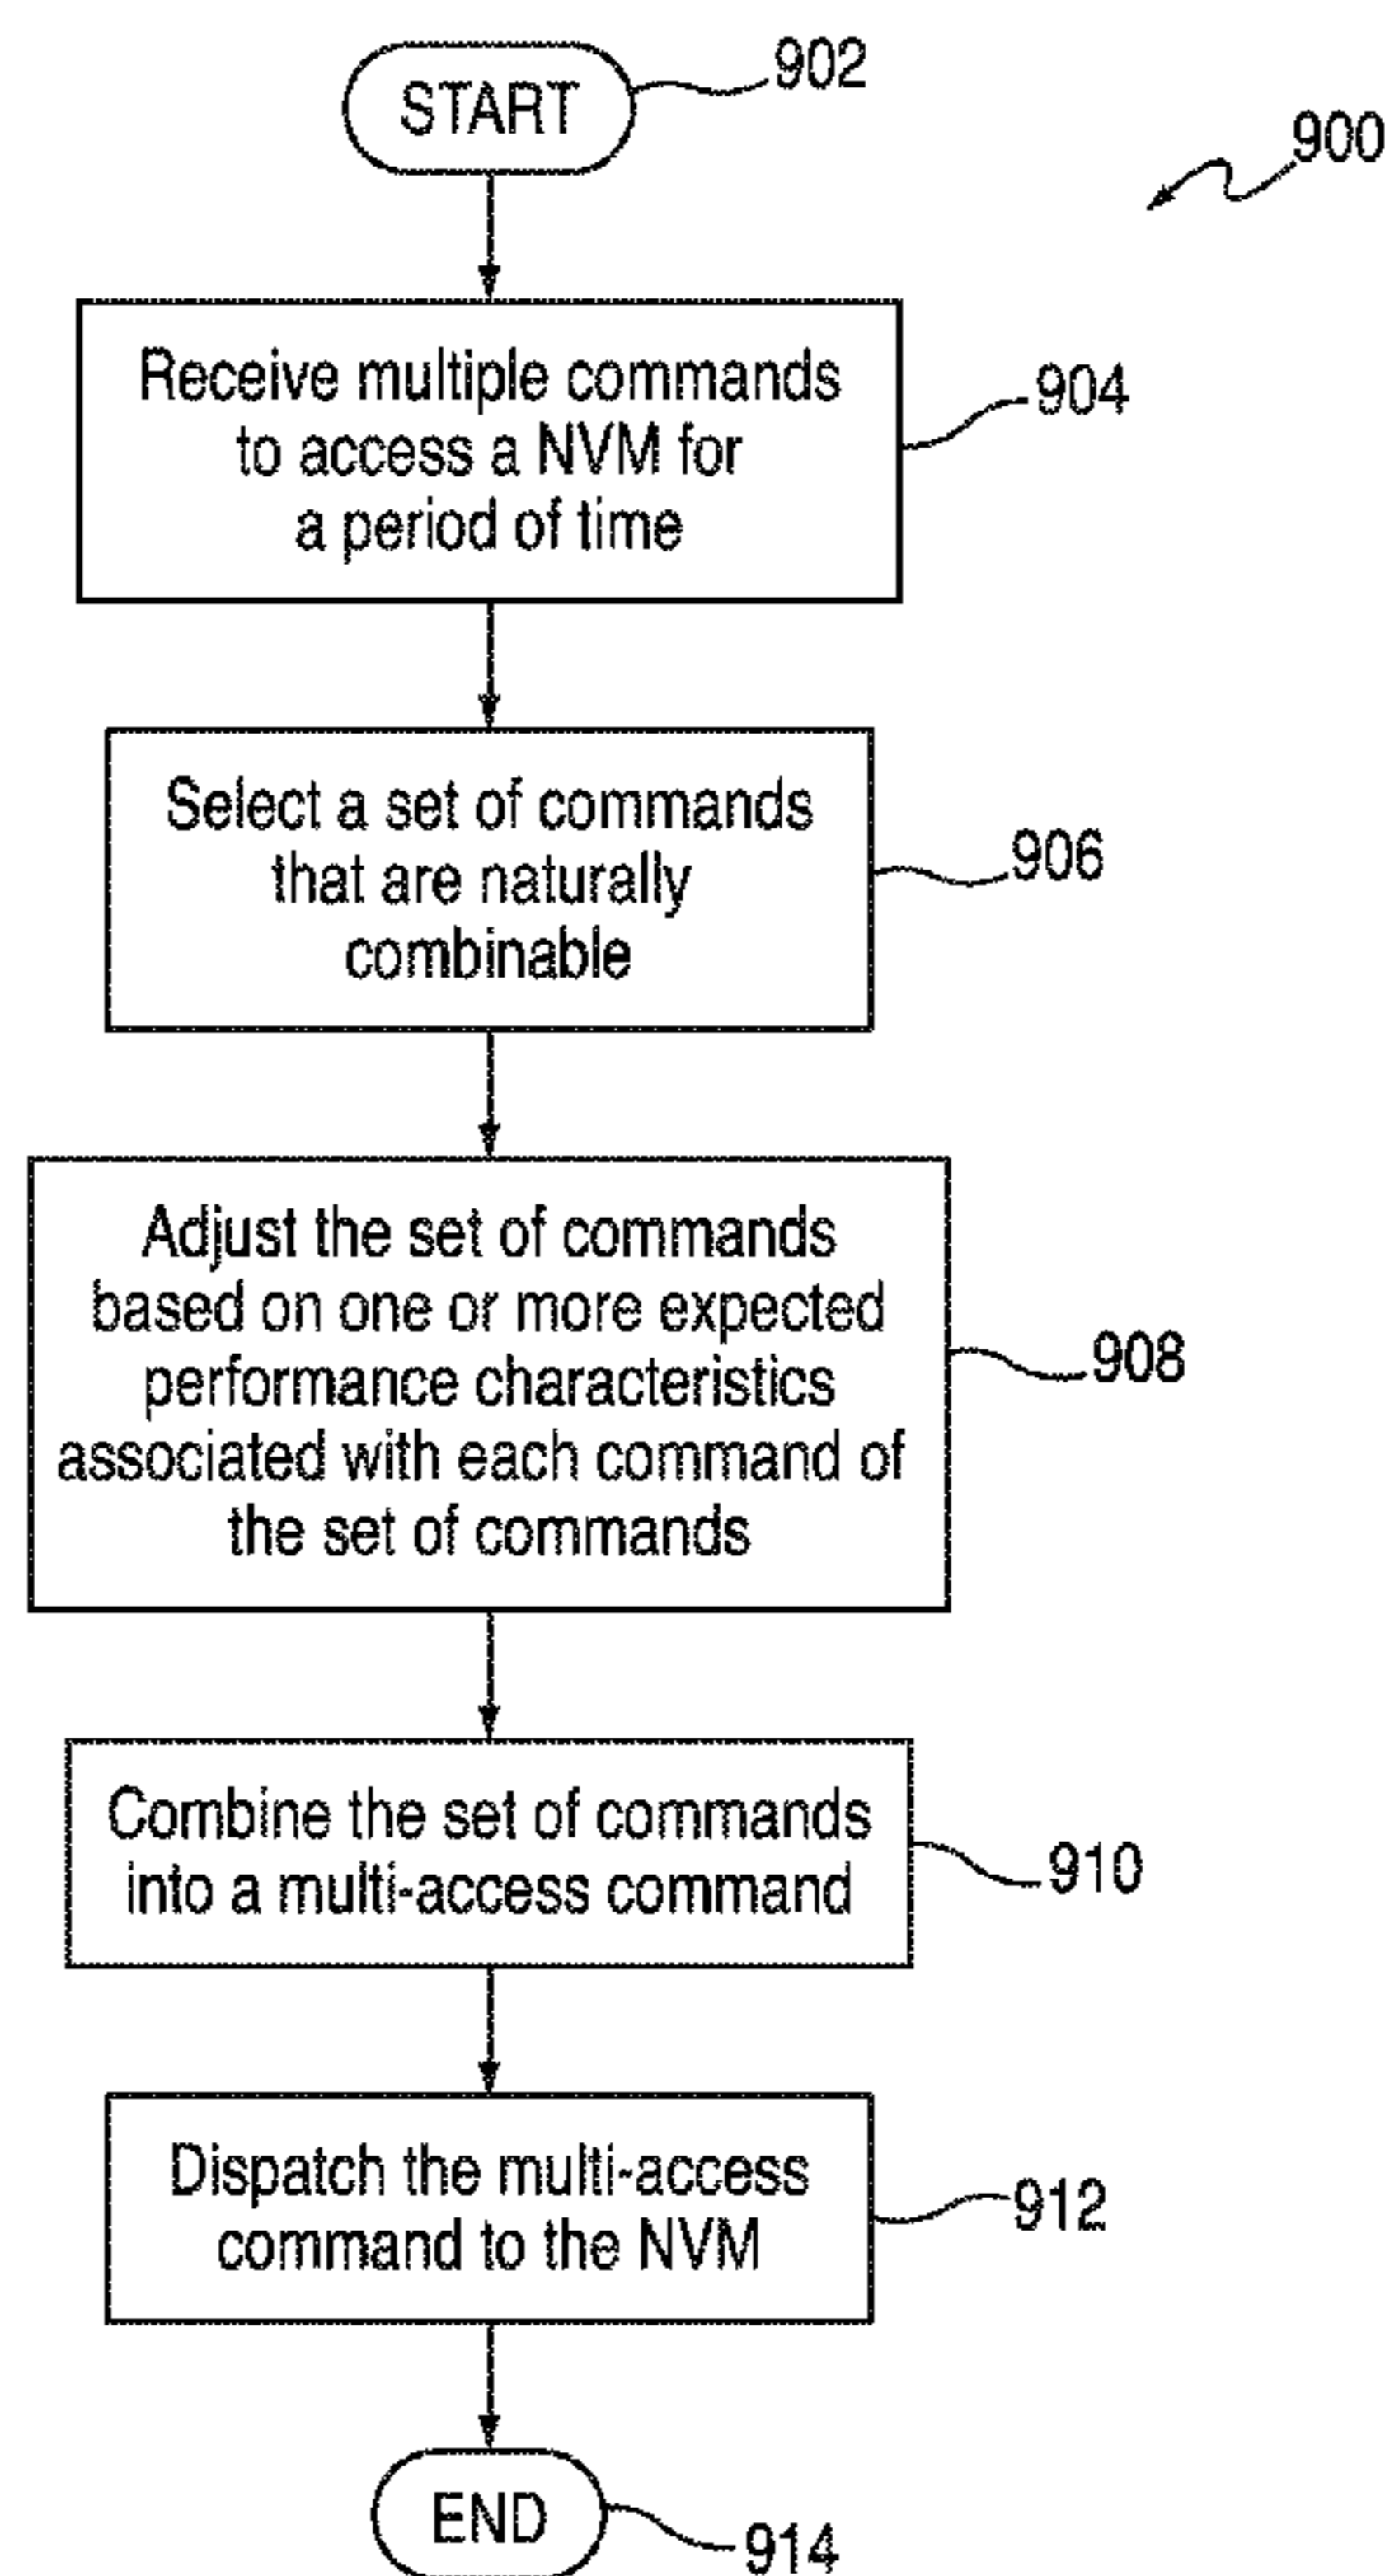 START
902
900
Receive multiple commands
to access a NVM for
a period of time
904
Select a set of commands
that are naturally
combinable
906
Adjust the set of commands
based on one or more expected
performance characteristics
associated with each command of
the set of commands
908
Combine the set of commands
into a multi-access command
910
Dispatch the multi-access
command to the NVM
912
END
914